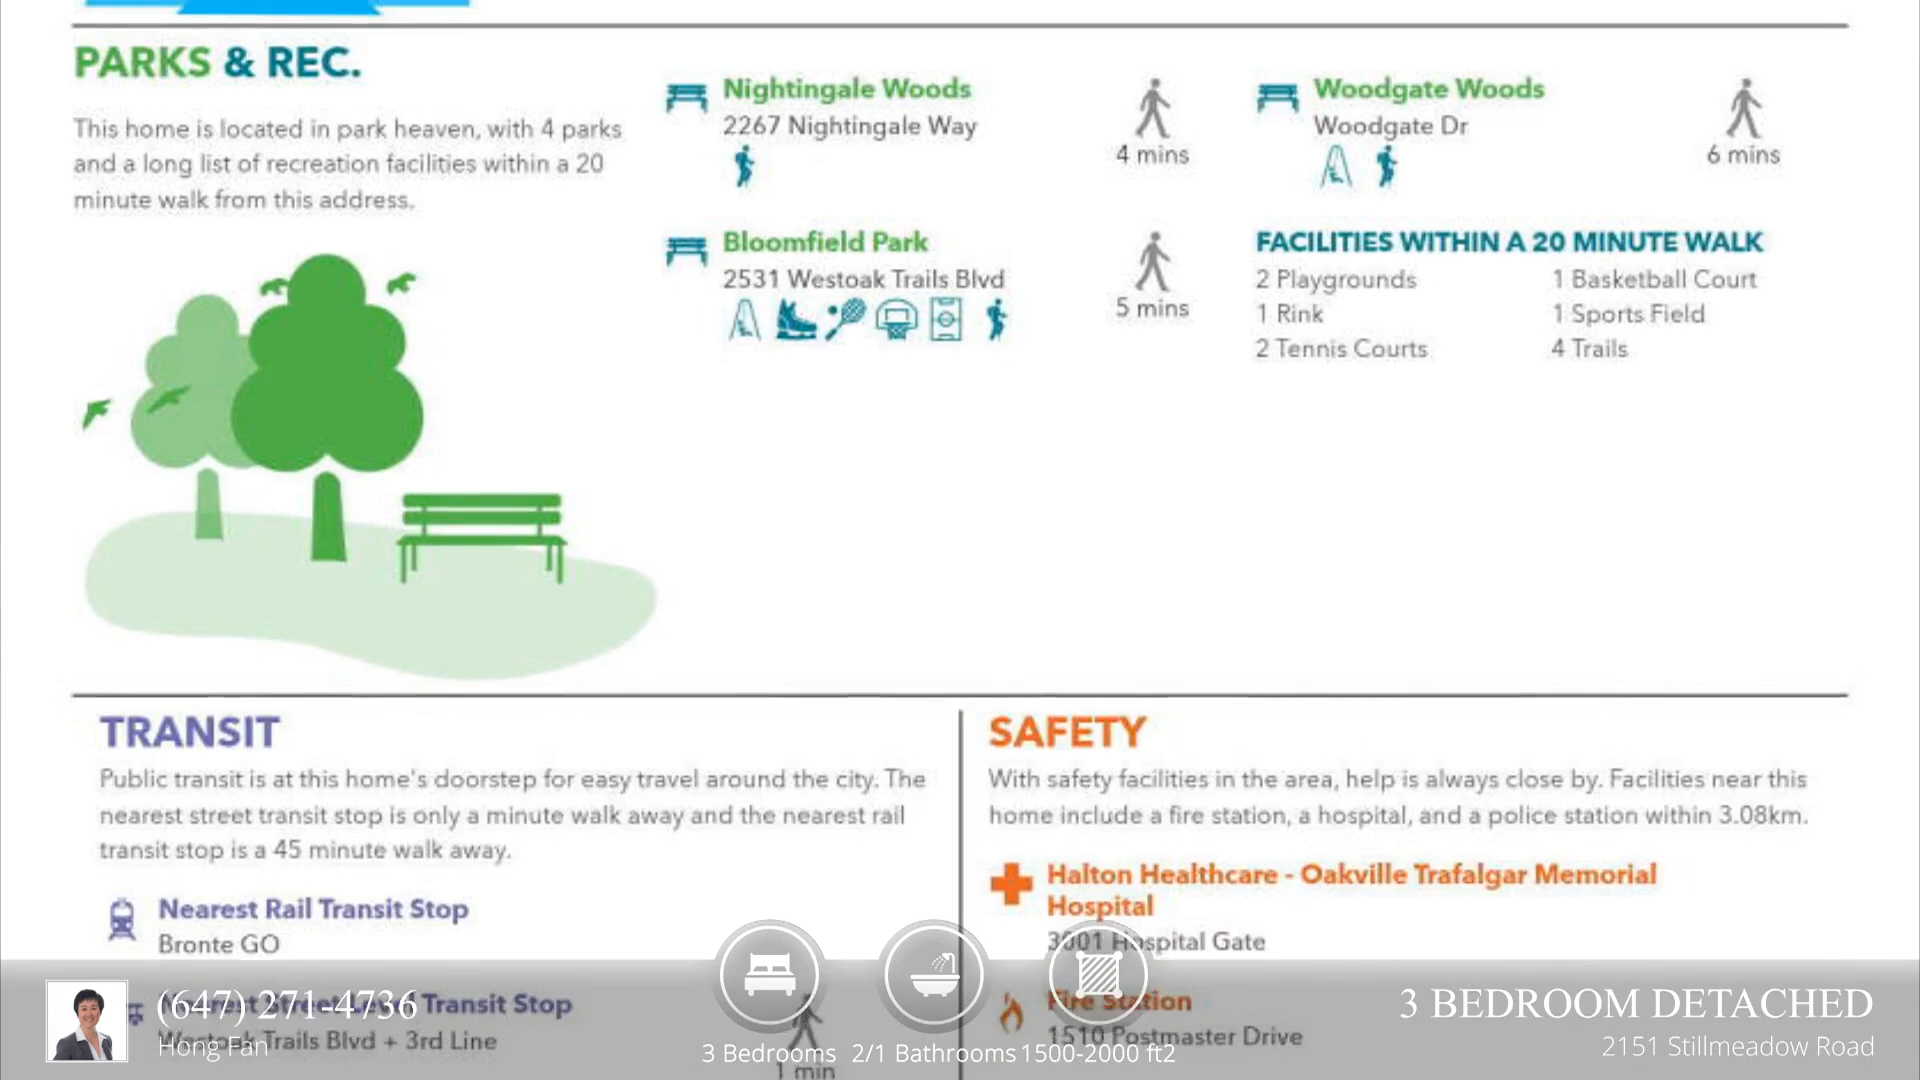 PARKS & REC.
This home is located in park heaven, with 4 parks
and a long list of recreation facilities within a 20
minute walk from this address.
Nightingale Woods
2267 Nightingale Way
4 mins
Woodgate Woods
Woodgate Dr
6 mins
Bloomfield Park
2531 Westoak Trails Blvd
5 mins
FACILITIES WITHIN A 20 MINUTE WALK
2 Playgrounds
1 Basketball Court
1 Rink
1 Sports Field
2 Tennis Courts
4 Trails
TRANSIT
Public transit is at this home's doorstep for easy travel around the city. The
nearest street transit stop is only a minute walk away and the nearest rail
transit stop is a 45 minute walk away.
Nearest Rail Transit Stop
Bronte GO
Nearest Street Level Transit Stop
Westoak Trails Blvd + 3rd Line
1 min
SAFETY
With safety facilities in the area, help is always close by. Facilities near this
home include a fire station, a hospital, and a police station within 3.08km.
Halton Healthcare - Oakville Trafalgar Memorial
Hospital
3001 Hospital Gate
Fire Station
1510 Postmaster Drive
(647) 271-4736
Hong Fan
3 Bedrooms
2/1 Bathrooms
1500-2000 ft2
3 BEDROOM DETACHED
2151 Stillmeadow Road